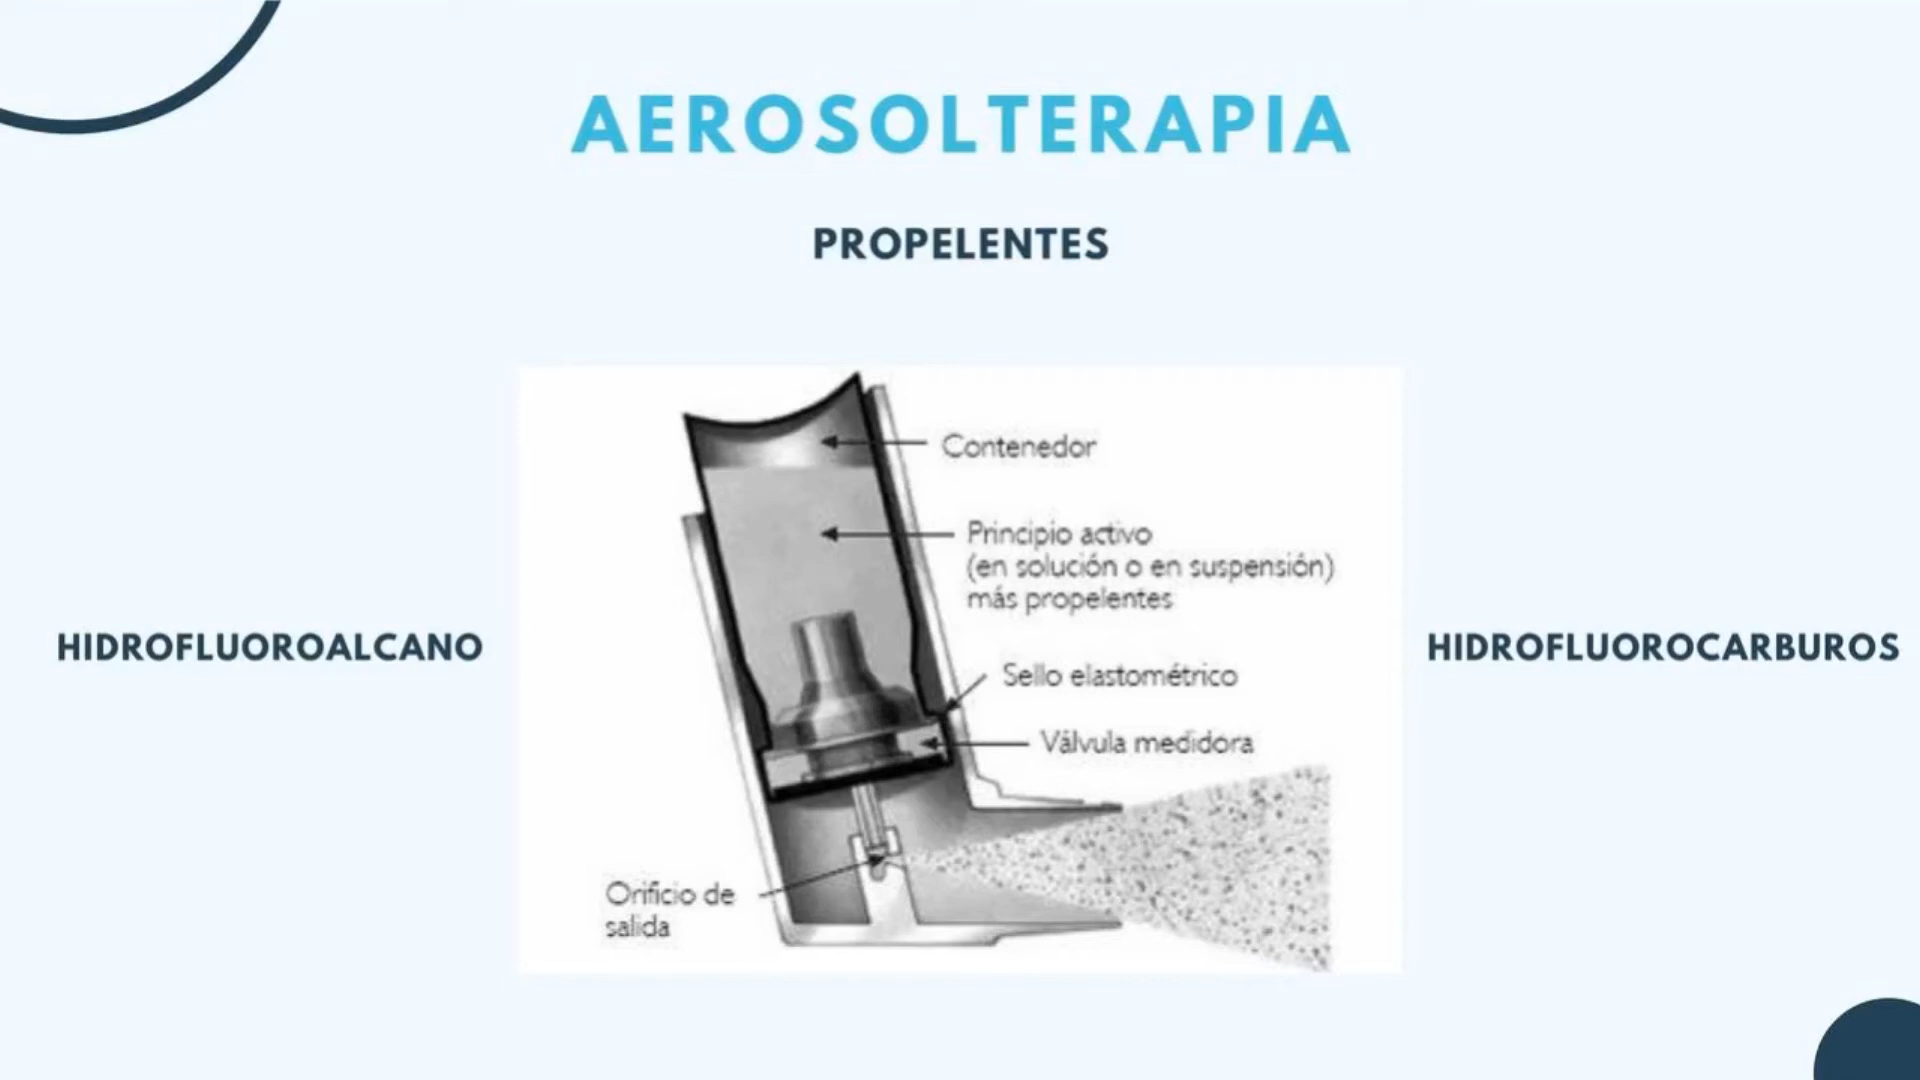 AEROSOLTERAPIA
PROPELENTES
Contenedor
Principio activo
(en solución o en suspensión)
más propelentes
HIDROFLUOROALCANO
HIDROFLUOROCARBUROS
Sello elastométrico
Válvula medidora
Orificio de
salida